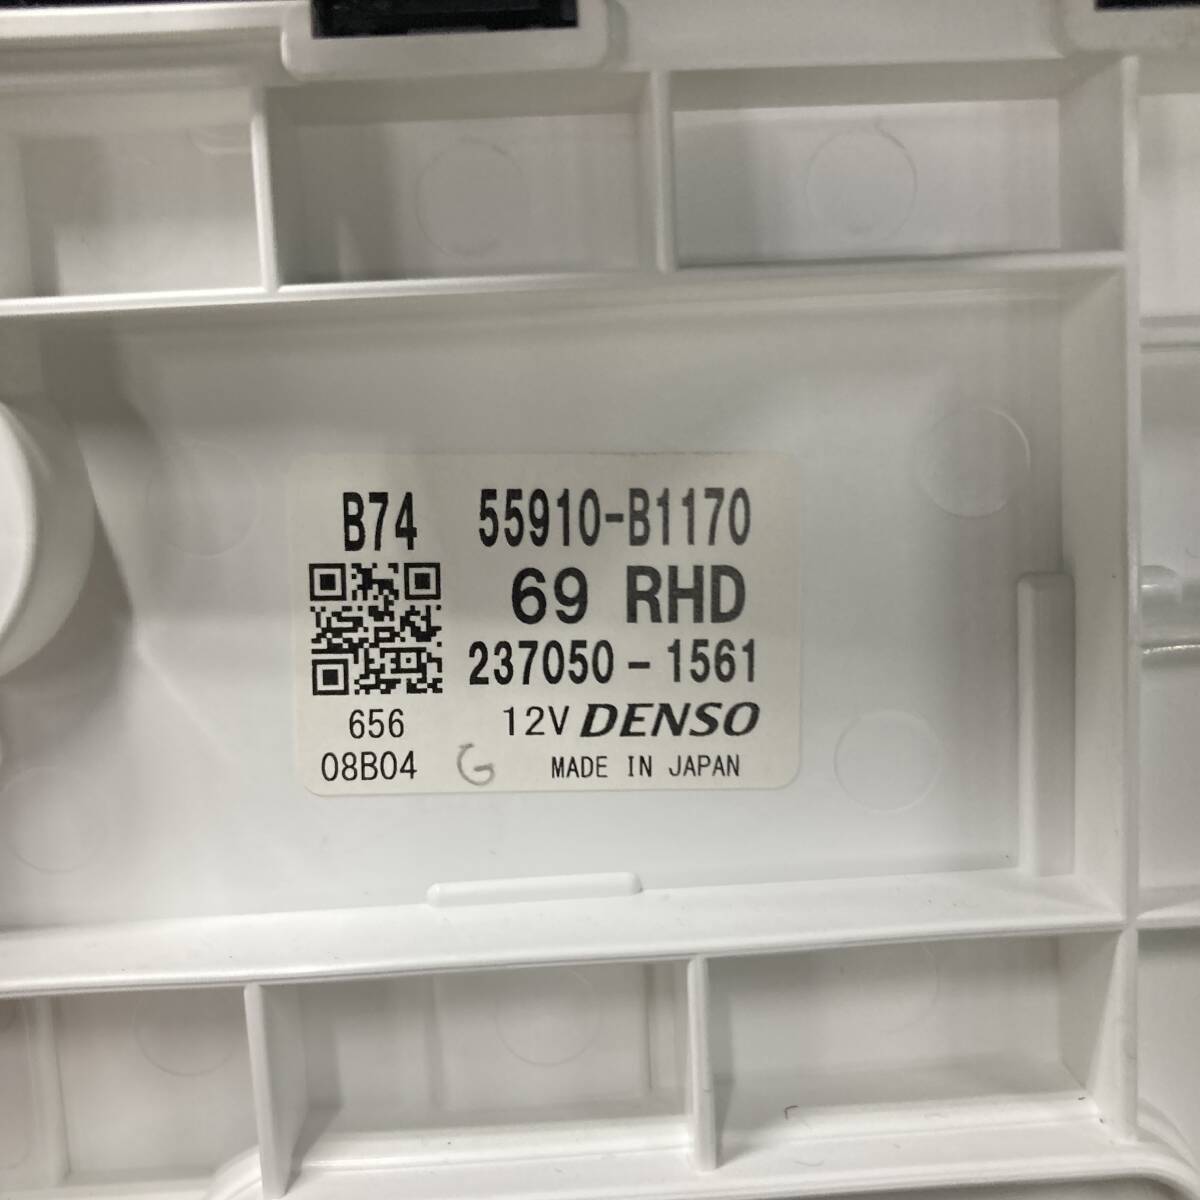 B74 55910-B1170
69 RHD
237050-1561
656 12V DENSO
08B04 G MADE IN JAPAN